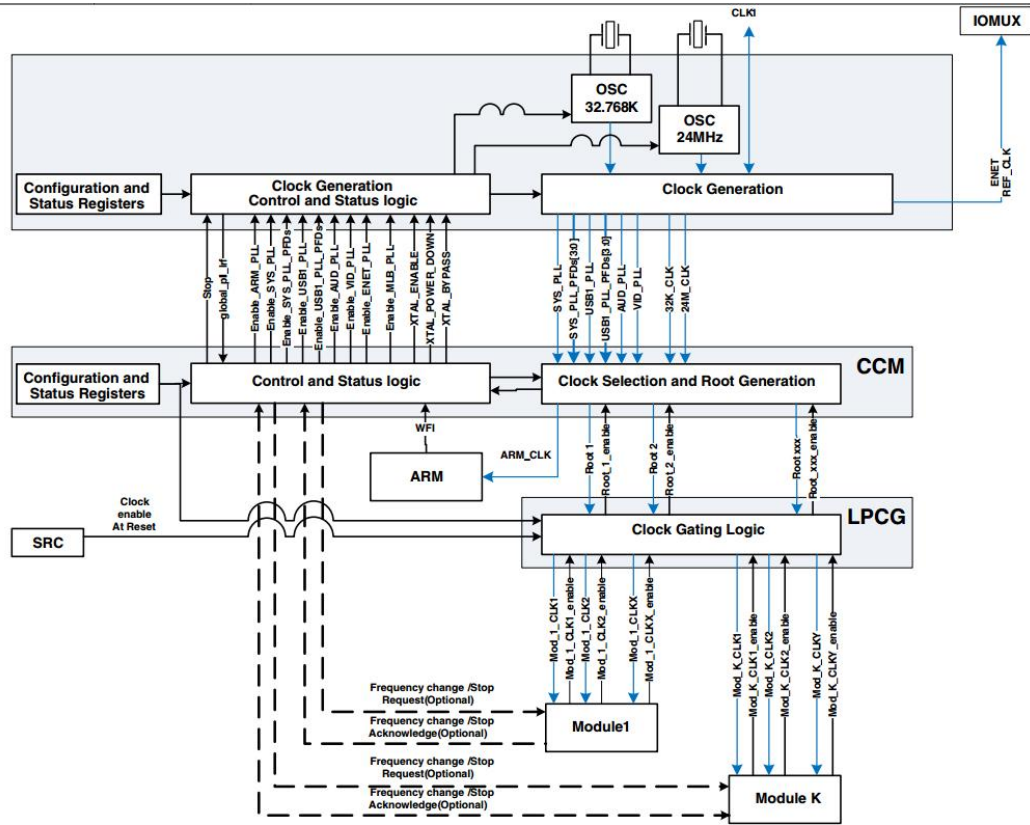 CLK1
IOMUX
OSC
32.768K
OSC
24MHz
ENET
REF_CLK
Configuration and
Status Registers
Clock Generation
Control and Status logic
Clock Generation
Stop
global_pll_lrf
Enable_ARM_PLL
Enable_SYS_PLL
Enable_SYS_PLL_PFDs
Enable_USB1_PLL
Enable_USB1_PLL_PFDs
Enable_AUD_PLL
Enable_VID_PLL
Enable_ENET_PLL
Enable_MLB_PLL
XTAL_ENABLE
XTAL_POWER_DOWN
XTAL_BYPASS
SYS_PLL
SYS_PLL_PFDs[3:0]
USB1_PLL
USB1_PLL_PFDs[3:0]
AUD_PLL
VID_PLL
32K_CLK
24M_CLK
CCM
Configuration and
Status Registers
Control and Status logic
Clock Selection and Root Generation
WFI
ARM
ARM_CLK
Root 1
Root_1_enable
Root 2
Root_2_enable
Root xxx
Root_xxx_enable
Clock
enable
At Reset
SRC
LPCG
Clock Gating Logic
Mod_1_CLK1
Mod_1_CLK1_enable
Mod_1_CLK2
Mod_1_CLK2_enable
Mod_1_CLKX
Mod_1_CLKX_enable
Mod_K_CLK1
Mod_K_CLK1_enable
Mod_K_CLK2
Mod_K_CLK2_enable
Mod_K_CLKY
Mod_K_CLKY_enable
Frequency change /Stop
Request(Optional)
Frequency change /Stop
Acknowledge(Optional)
Module1
Frequency change /Stop
Request(Optional)
Frequency change /Stop
Acknowledge(Optional)
Module K